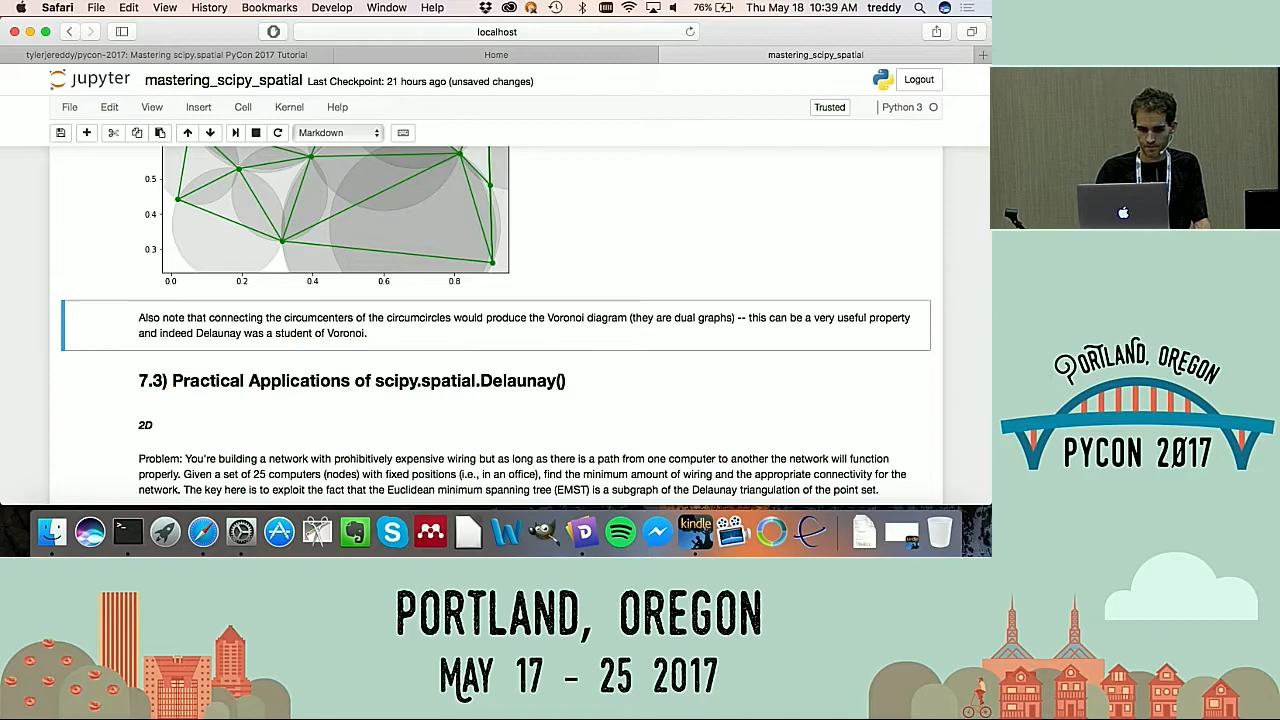 Safari File Edit View History Bookmarks Develop Window Help 76% Thu May 18 10:39 AM treddy
localhost
tylerjereddy/pycon-2017: Mastering scipy.spatial PyCon 2017 Tutorial Home mastering_scipy_spatial
jupyter mastering_scipy_spatial Last Checkpoint: 21 hours ago (unsaved changes) Logout
File Edit View Insert Cell Kernel Help Trusted Python 3
Markdown
0.5
0.4
0.3
0.0 0.2 0.4 0.6 0.8
Also note that connecting the circumcenters of the circumcircles would produce the Voronoi diagram (they are dual graphs) -- this can be a very useful property
and indeed Delaunay was a student of Voronoi.
7.3) Practical Applications of scipy.spatial.Delaunay()
2D
Problem: You're building a network with prohibitively expensive wiring but as long as there is a path from one computer to another the network will function
properly. Given a set of 25 computers (nodes) with fixed positions (i.e., in an office), find the minimum amount of wiring and the appropriate connectivity for the
network. The key here is to exploit the fact that the Euclidean minimum spanning tree (EMST) is a subgraph of the Delaunay triangulation of the point set.
kindle
PORTLAND, OREGON
PYCON 2017
PORTLAND, OREGON
MAY 17 - 25 2017